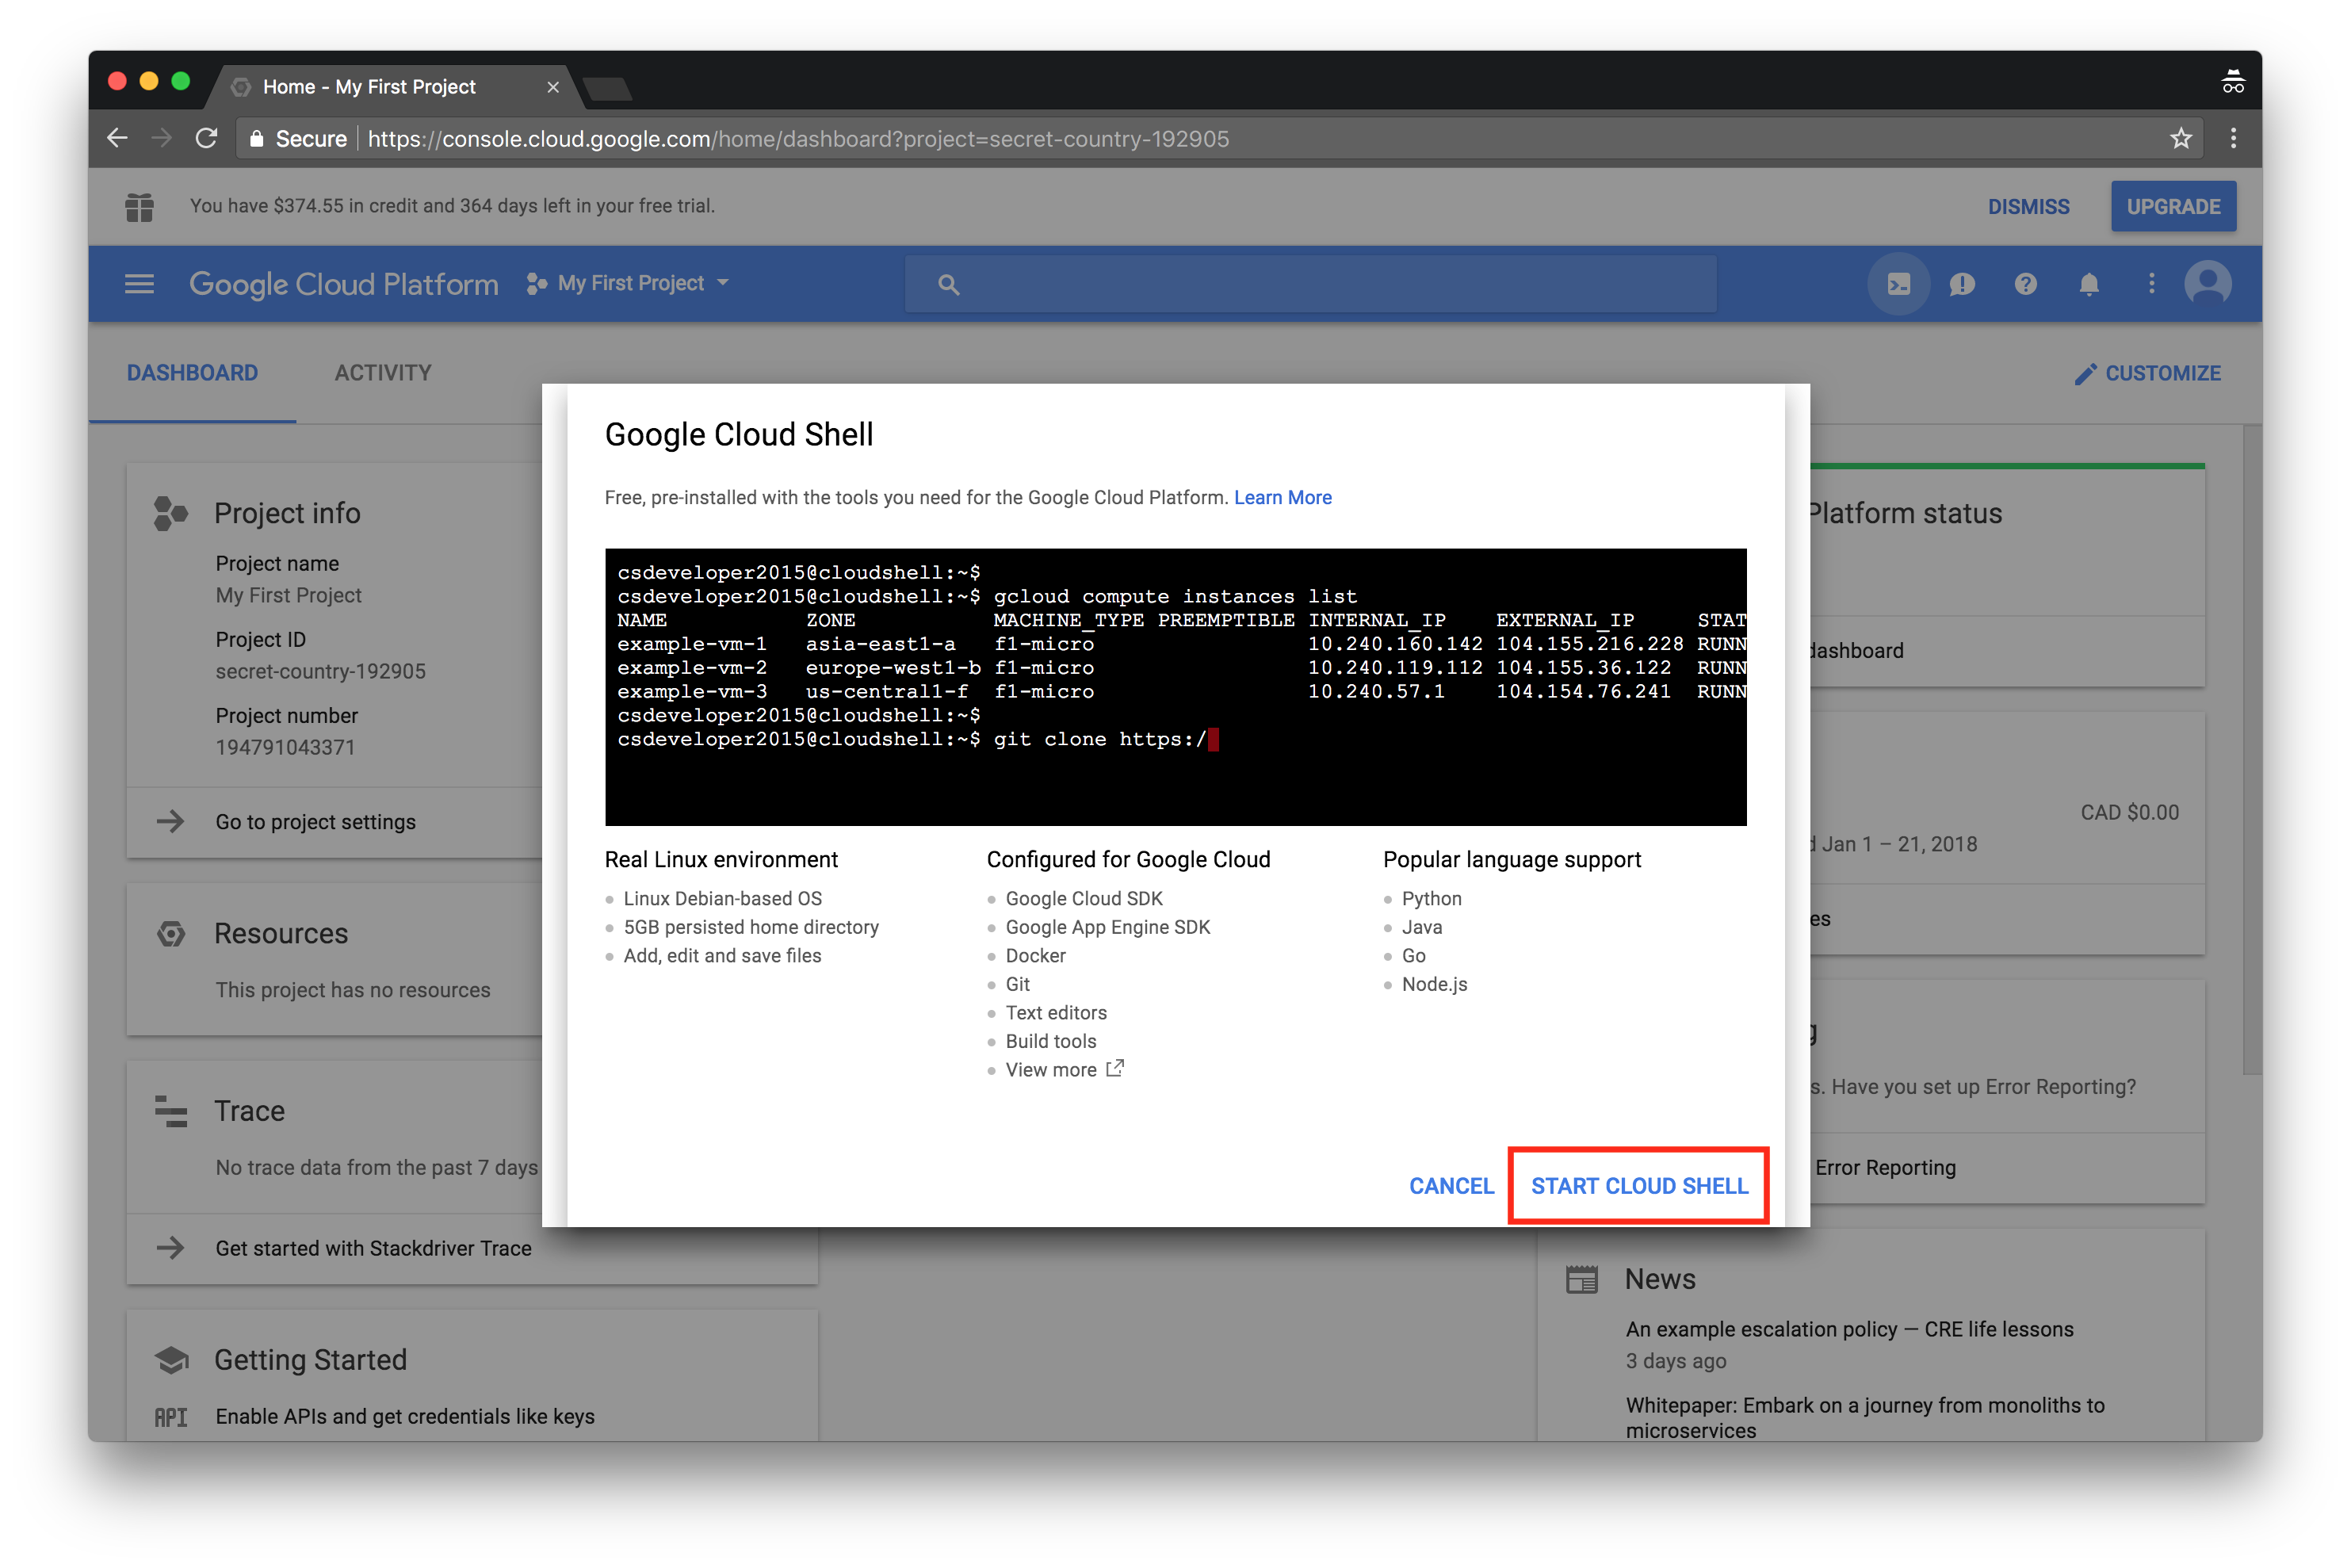 Home - My First Project
Secure https://console.cloud.google.com/home/dashboard?project=secret-country-192905
You have $374.55 in credit and 364 days left in your free trial.
DISMISS
UPGRADE
Google Cloud Platform
My First Project
DASHBOARD
ACTIVITY
CUSTOMIZE
Project info
Project name
My First Project
Project ID
secret-country-192905
Project number
194791043371
Go to project settings
Resources
This project has no resources
Trace
No trace data from the past 7 days
Get started with Stackdriver Trace
Getting Started
API Enable APIs and get credentials like keys
Google Cloud Shell
Free, pre-installed with the tools you need for the Google Cloud Platform. Learn More
csdeveloper2015@cloudshell:~$
csdeveloper2015@cloudshell:~$ gcloud compute instances list
NAME ZONE MACHINE_TYPE PREEMPTIBLE INTERNAL_IP EXTERNAL_IP STAT
example-vm-1 asia-east1-a f1-micro 10.240.160.142 104.155.216.228 RUNN
example-vm-2 europe-west1-b f1-micro 10.240.119.112 104.155.36.122 RUNN
example-vm-3 us-central1-f f1-micro 10.240.57.1 104.154.76.241 RUNN
csdeveloper2015@cloudshell:~$
csdeveloper2015@cloudshell:~$ git clone https:/
Real Linux environment
Linux Debian-based OS
5GB persisted home directory
Add, edit and save files
Configured for Google Cloud
Google Cloud SDK
Google App Engine SDK
Docker
Git
Text editors
Build tools
View more
Popular language support
Python
Java
Go
Node.js
CANCEL
START CLOUD SHELL
Platform status
dashboard
CAD $0.00
Jan 1 – 21, 2018
es
g
s. Have you set up Error Reporting?
Error Reporting
News
An example escalation policy — CRE life lessons
3 days ago
Whitepaper: Embark on a journey from monoliths to
microservices